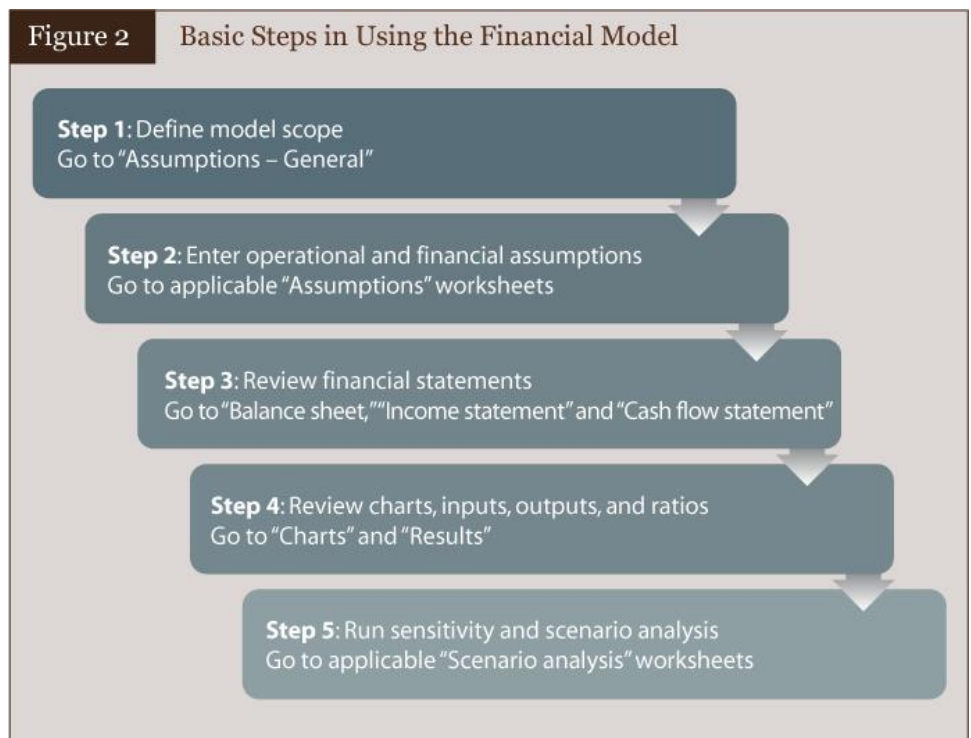 Figure 2 Basic Steps in Using the Financial Model
Step 1: Define model scope
Go to “Assumptions – General”
Step 2: Enter operational and financial assumptions
Go to applicable “Assumptions” worksheets
Step 3: Review financial statements
Go to “Balance sheet,” “Income statement” and “Cash flow statement”
Step 4: Review charts, inputs, outputs, and ratios
Go to “Charts” and “Results”
Step 5: Run sensitivity and scenario analysis
Go to applicable “Scenario analysis” worksheets